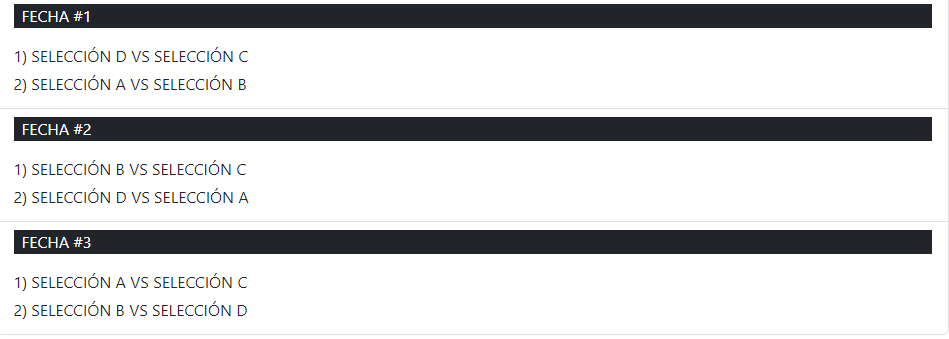 FECHA #1
1) SELECCIÓN D VS SELECCIÓN C
2) SELECCIÓN A VS SELECCIÓN B
FECHA #2
1) SELECCIÓN B VS SELECCIÓN C
2) SELECCIÓN D VS SELECCIÓN A
FECHA #3
1) SELECCIÓN A VS SELECCIÓN C
2) SELECCIÓN B VS SELECCIÓN D